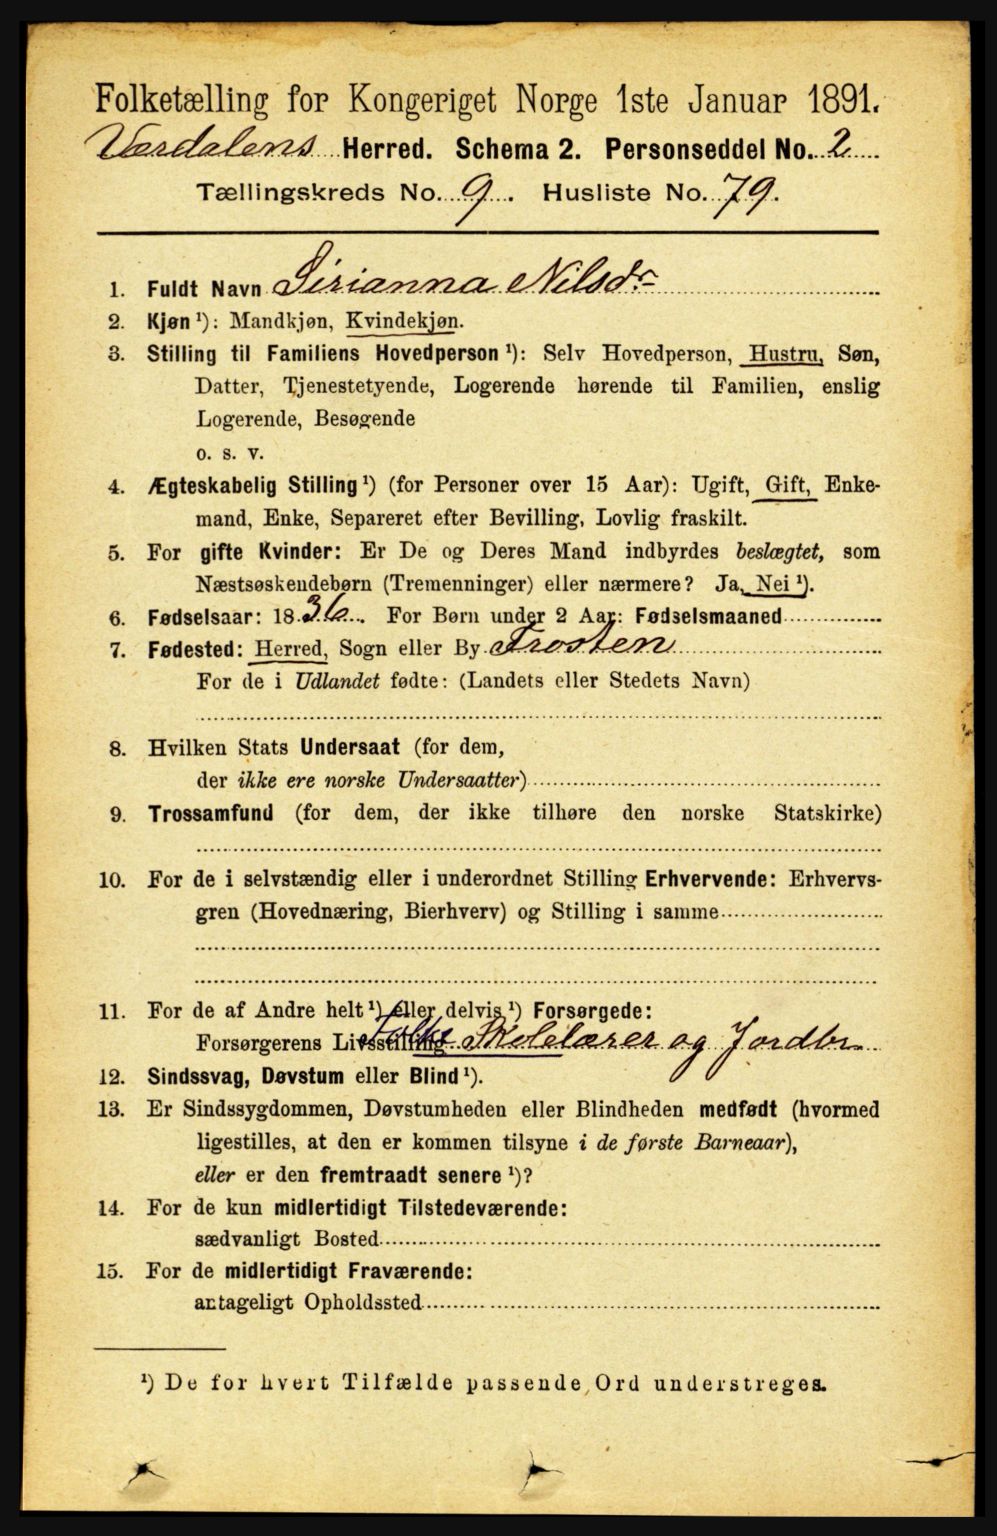 Folketælling for Kongeriget Norge 1ste Januar 1891.
Værdalens Herred. Schema 2. Personseddel No. 2
Tællingskreds No. 9. Husliste No. 79.
1. Fuldt Navn Sirianna Nilsdr
2. Kjøn ¹): Mandkjøn, Kvindekjøn.
3. Stilling til Familiens Hovedperson ¹): Selv Hovedperson, Hustru, Søn,
Datter, Tjenestetyende, Logerende hørende til Familien, enslig
Logerende, Besøgende
o. s. v.
4. Ægteskabelig Stilling ¹) (for Personer over 15 Aar): Ugift, Gift, Enke-
mand, Enke, Separeret efter Bevilling, Lovlig fraskilt.
5. For gifte Kvinder: Er De og Deres Mand indbyrdes beslægtet, som
Næstsøskendebørn (Tremenninger) eller nærmere? Ja, Nei ¹).
6. Fødselsaar: 1836. For Børn under 2 Aar: Fødselsmaaned
7. Fødested: Herred, Sogn eller By Frosten
For de i Udlandet fødte: (Landets eller Stedets Navn)
8. Hvilken Stats Undersaat (for dem,
der ikke ere norske Undersaatter)
9. Trossamfund (for dem, der ikke tilhøre den norske Statskirke)
10. For de i selvstændig eller i underordnet Stilling Erhvervende: Erhvervs-
gren (Hovednæring, Bierhverv) og Stilling i samme
11. For de af Andre helt ¹) eller delvis ¹) Forsørgede:
Forsørgerens Livsstilling Folke Skolelærer og Jordbr
12. Sindssvag, Døvstum eller Blind ¹).
13. Er Sindssygdommen, Døvstumheden eller Blindheden medfødt (hvormed
ligestilles, at den er kommen tilsyne i de første Barneaar),
eller er den fremtraadt senere ¹)?
14. For de kun midlertidigt Tilstedeværende:
sædvanligt Bosted
15. For de midlertidigt Fraværende:
antageligt Opholdssted
¹) De for hvert Tilfælde passende Ord understreges.